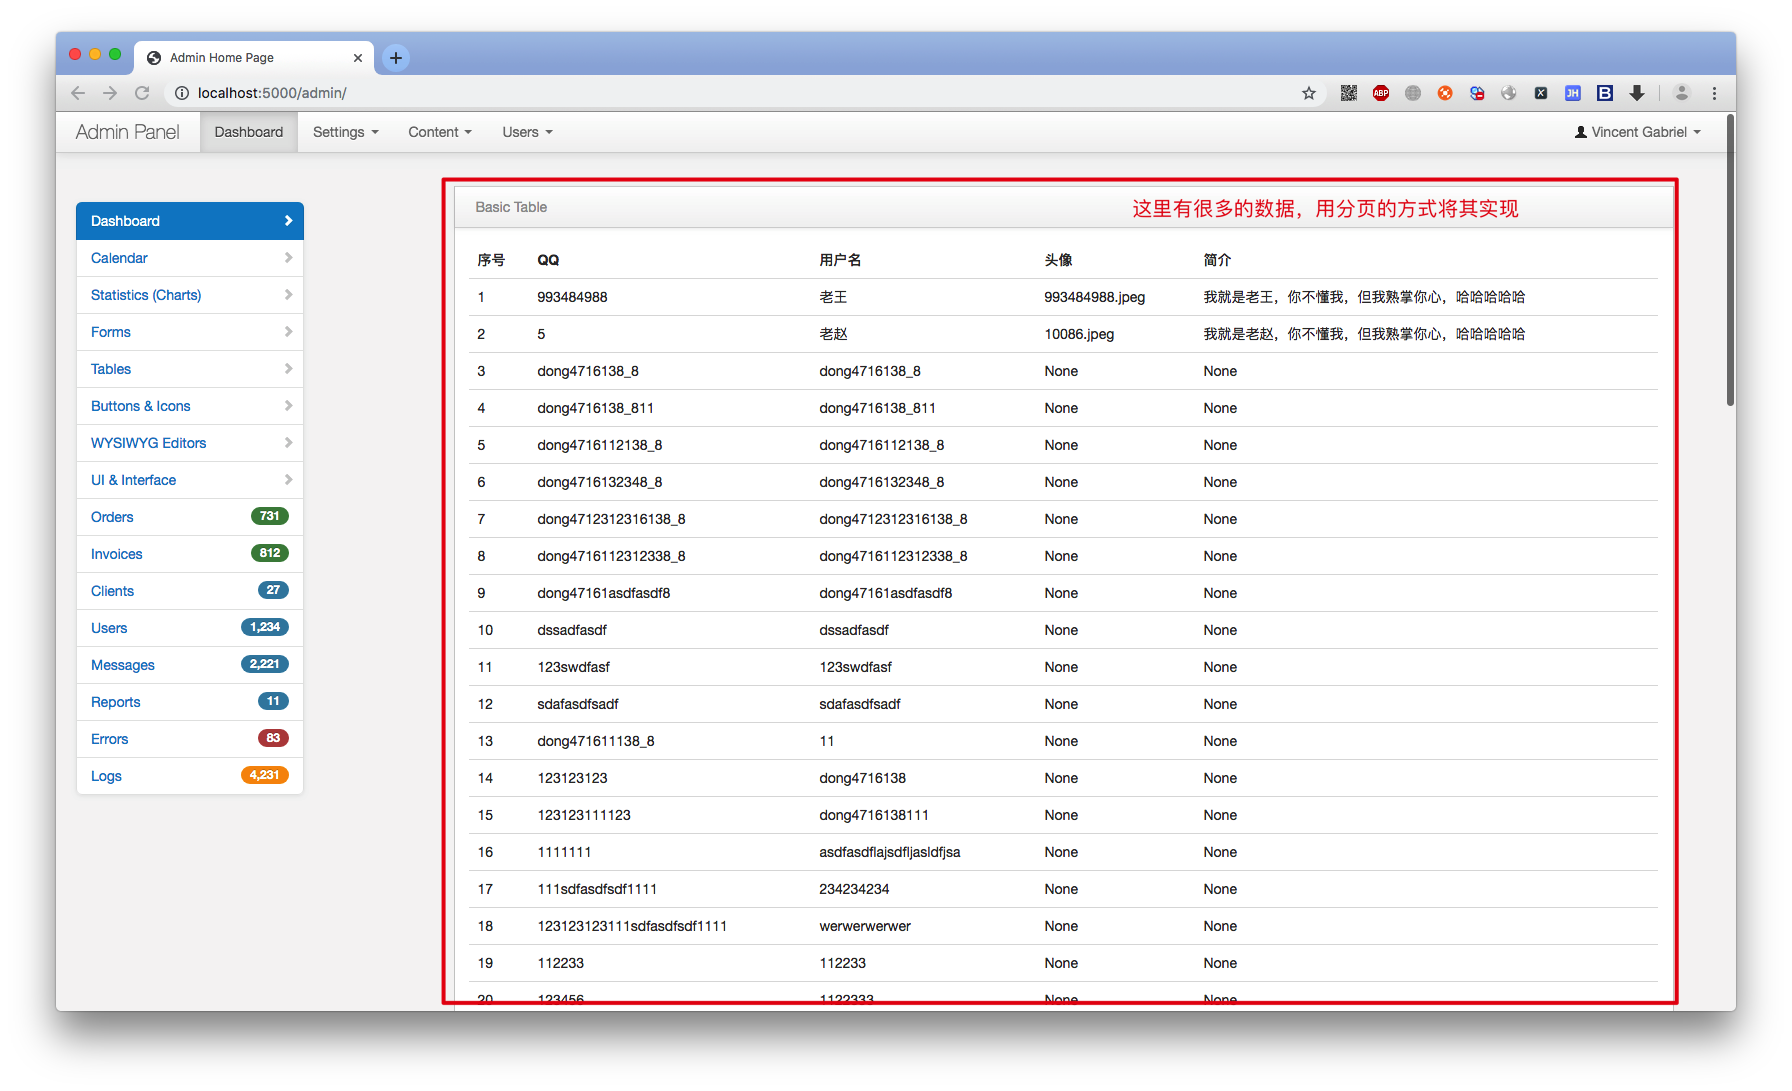 Admin Home Page
localhost:5000/admin/
ABP
JH
B
Admin Panel Dashboard Settings Content Users Vincent Gabriel
Dashboard
Calendar
Statistics (Charts)
Forms
Tables
Buttons & Icons
WYSIWYG Editors
UI & Interface
Orders 731
Invoices 812
Clients 27
Users 1,234
Messages 2,221
Reports 11
Errors 83
Logs 4,231
Basic Table 这里有很多的数据，用分页的方式将其实现
序号 QQ 用户名 头像 简介
1 993484988 老王 993484988.jpeg 我就是老王，你不懂我，但我熟掌你心，哈哈哈哈哈
2 5 老赵 10086.jpeg 我就是老赵，你不懂我，但我熟掌你心，哈哈哈哈哈
3 dong4716138_8 dong4716138_8 None None
4 dong4716138_811 dong4716138_811 None None
5 dong4716112138_8 dong4716112138_8 None None
6 dong4716132348_8 dong4716132348_8 None None
7 dong4712312316138_8 dong4712312316138_8 None None
8 dong4716112312338_8 dong4716112312338_8 None None
9 dong47161asdfasdf8 dong47161asdfasdf8 None None
10 dssadfasdf dssadfasdf None None
11 123swdfasf 123swdfasf None None
12 sdafasdfsadf sdafasdfsadf None None
13 dong471611138_8 11 None None
14 123123123 dong4716138 None None
15 123123111123 dong4716138111 None None
16 1111111 asdfasdflajsdfljasldfjsa None None
17 111sdfasdfsdf1111 234234234 None None
18 123123123111sdfasdfsdf1111 werwerwerwer None None
19 112233 112233 None None
20 123456 1122333 None None